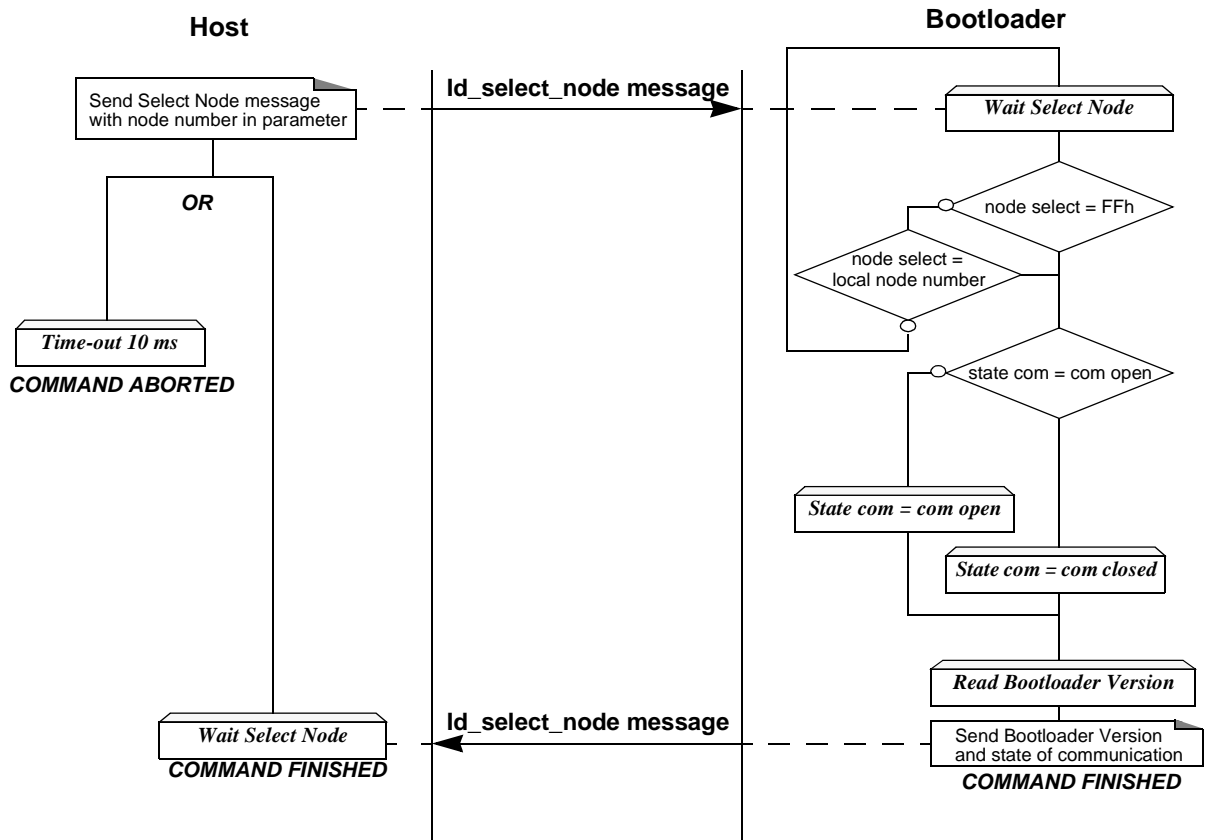 Host
Bootloader
Send Select Node message
with node number in parameter
Id_select_node message
Wait Select Node
OR
node select = FFh
node select =
local node number
Time-out 10 ms
COMMAND ABORTED
state com = com open
State com = com open
State com = com closed
Read Bootloader Version
Wait Select Node
COMMAND FINISHED
Id_select_node message
Send Bootloader Version
and state of communication
COMMAND FINISHED